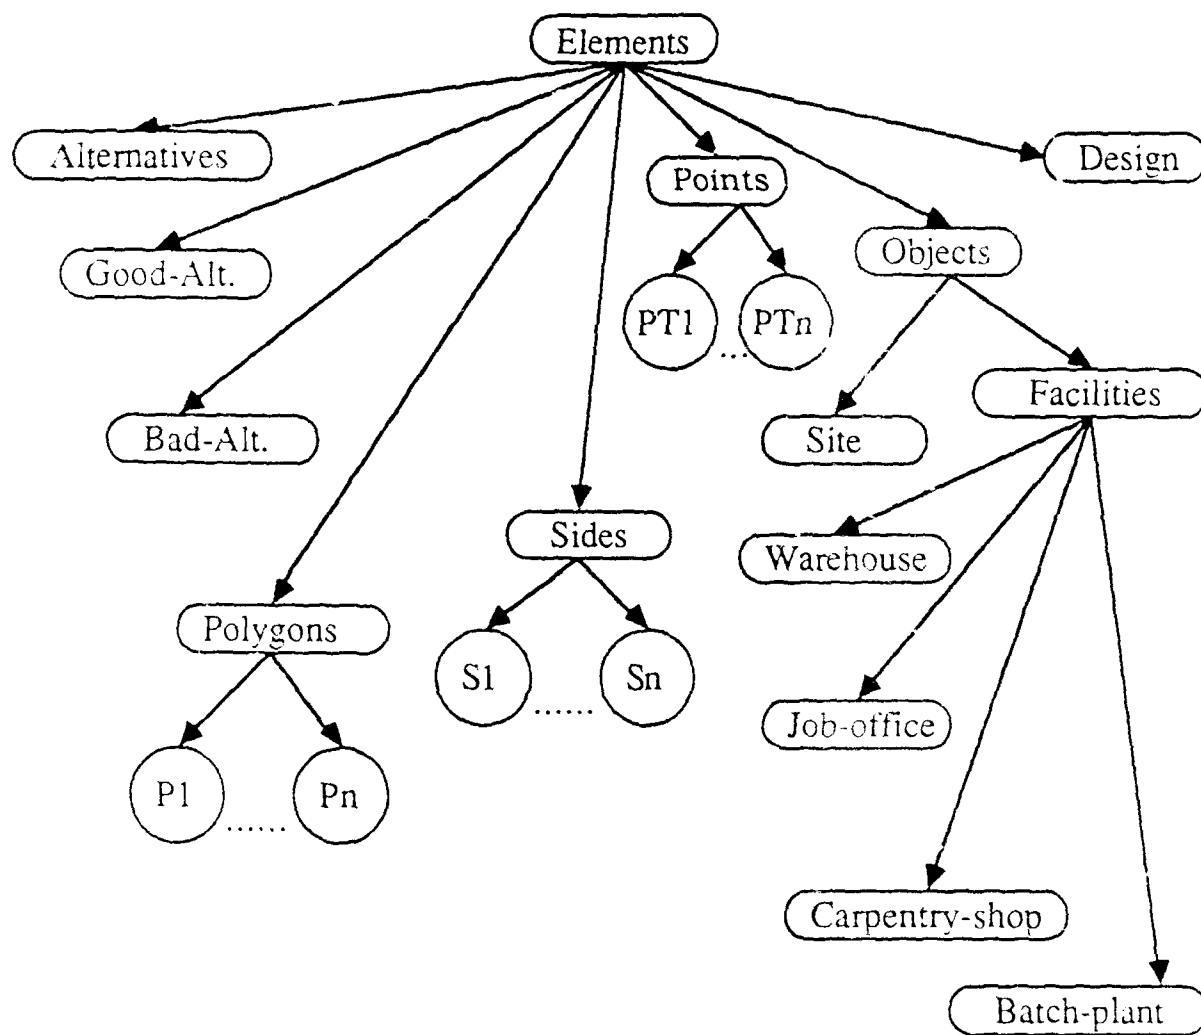 Elements
Alternatives
Design
Points
Good-Alt.
Objects
PT1
...
PTn
Facilities
Bad-Alt.
Site
Sides
Warehouse
Polygons
S1
......
Sn
Job-office
P1
......
Pn
Carpentry-shop
Batch-plant